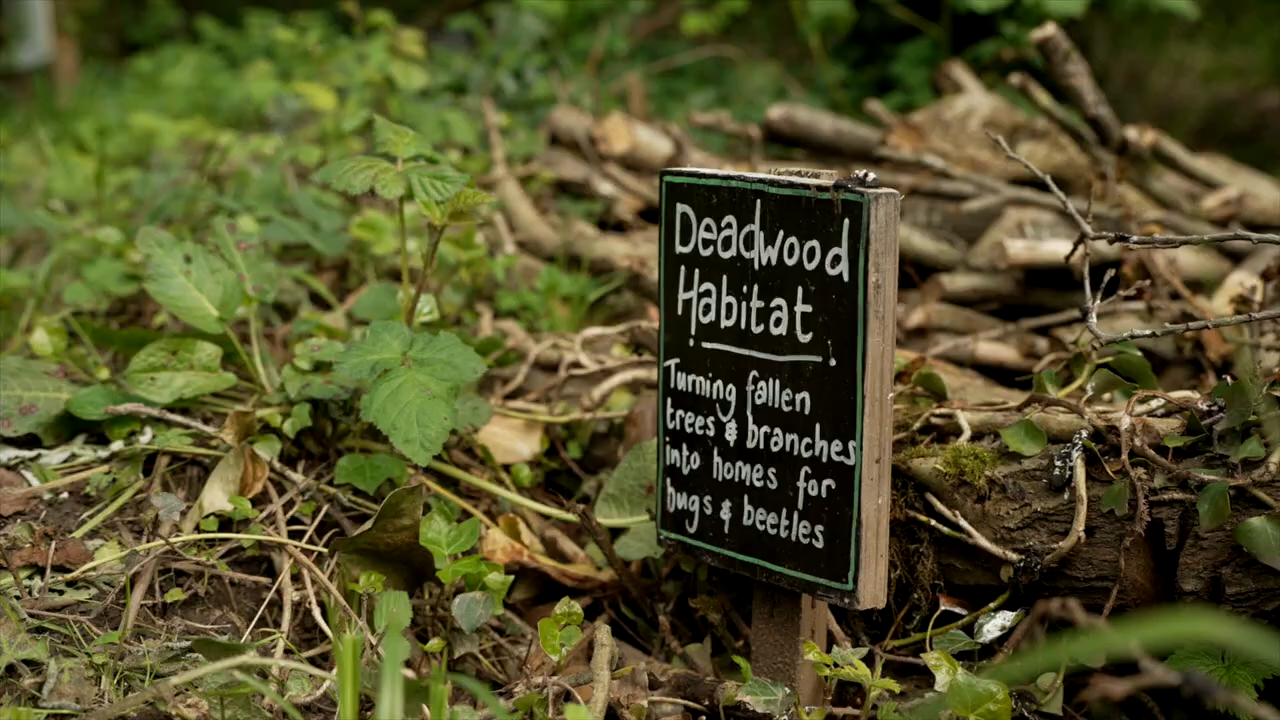 Deadwood
Habitat
Turning fallen
trees & branches
into homes for
bugs & beetles